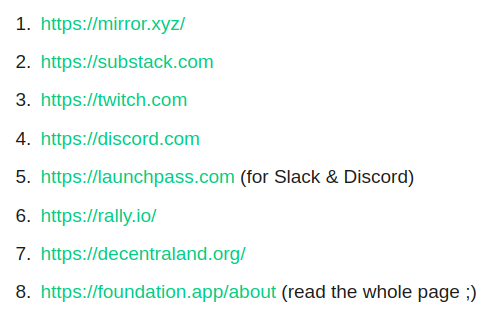 1. https://mirror.xyz/
2. https://substack.com
3. https://twitch.com
4. https://discord.com
5. https://launchpass.com (for Slack & Discord)
6. https://rally.io/
7. https://decentraland.org/
8. https://foundation.app/about (read the whole page ;)